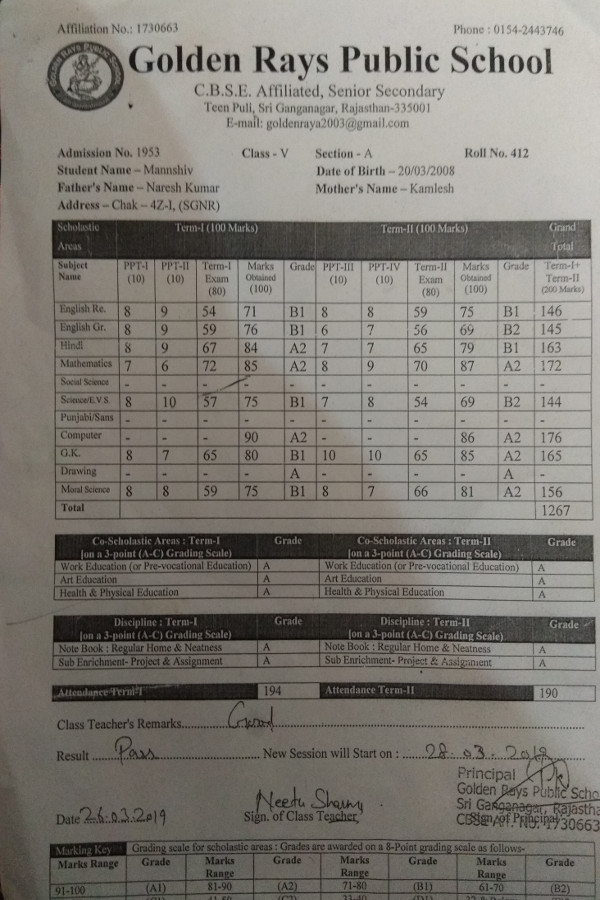 Affiliation No.: 1730663 Phone : 0154-2443746
GOLDEN RAYS PUBLIC SCHOOL
Golden Rays Public School
C.B.S.E. Affiliated, Senior Secondary
Teen Puli, Sri Ganganagar, Rajasthan-335001
E-mail: goldenraya2003@gmail.com
Admission No. 1953 Class - V Section - A Roll No. 412
Student Name – Mannshiv Date of Birth – 20/03/2008
Father's Name – Naresh Kumar Mother's Name – Kamlesh
Address – Chak – 4Z-I, (SGNR)
Scholastic Areas Term-I (100 Marks) Term-II (100 Marks) Grand Total
Subject Name PPT-I (10) PPT-II (10) Term-I Exam (80) Marks Obtained (100) Grade PPT-III (10) PPT-IV (10) Term-II Exam (80) Marks Obtained (100) Grade Term-I+ Term-II (200 Marks)
English Re. 8 9 54 71 B1 8 8 59 75 B1 146
English Gr. 8 9 59 76 B1 6 7 56 69 B2 145
Hindi 8 9 67 84 A2 7 7 65 79 B1 163
Mathematics 7 6 72 85 A2 8 9 70 87 A2 172
Social Science - - - - - - - - - - -
Science/E.V.S. 8 10 57 75 B1 7 8 54 69 B2 144
Punjabi/Sans - - - - - - - - - - -
Computer - - - 90 A2 - - - 86 A2 176
G.K. 8 7 65 80 B1 10 10 65 85 A2 165
Drawing - - - A - - - - A -
Moral Science 8 8 59 75 B1 8 7 66 81 A2 156
Total 1267
Co-Scholastic Areas : Term-I [on a 3-point (A-C) Grading Scale) Grade Co-Scholastic Areas : Term-II [on a 3-point (A-C) Grading Scale) Grade
Work Education (or Pre-vocational Education) A Work Education (or Pre-vocational Education) A
Art Education A Art Education A
Health & Physical Education A Health & Physical Education A
Discipline : Term-I [on a 3-point (A-C) Grading Scale) Grade Discipline : Term-II [on a 3-point (A-C) Grading Scale) Grade
Note Book : Regular Home & Neatness A Note Book : Regular Home & Neatness A
Sub Enrichment- Project & Assignment A Sub Enrichment- Project & Assignment A
Attendance Term-I 194 Attendance Term-II 190
Class Teacher's Remarks Good
Result Pass New Session will Start on : 28.03.2019
Principal
Golden Rays Public Scho
Sri Ganganagar, Rajastha
Date 26.03.2019 Neetu Sharma
Sign. of Class Teacher Sign. of Principal
1730663
Marking Key Grading scale for scholastic areas : Grades are awarded on a 8-Point grading scale as follows-
Marks Range Grade Marks Range Grade Marks Range Grade Marks Range Grade
91-100 (A1) 81-90 (A2) 71-80 (B1) 61-70 (B2)